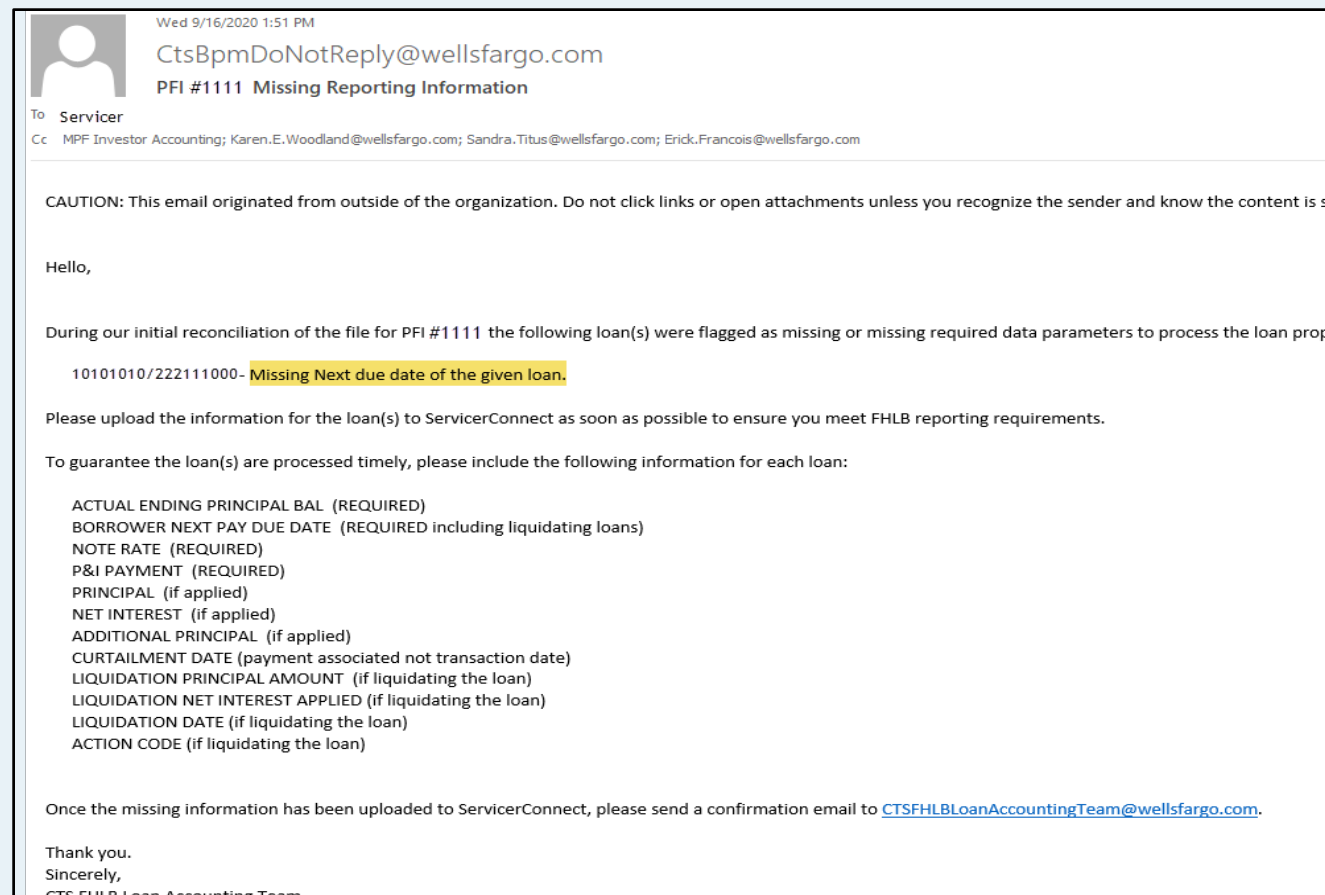 Wed 9/16/2020 1:51 PM
CtsBpmDoNotReply@wellsfargo.com
PFI #1111 Missing Reporting Information
To Servicer
Cc MPF Investor Accounting; Karen.E.Woodland@wellsfargo.com; Sandra.Titus@wellsfargo.com; Erick.Francois@wellsfargo.com
CAUTION: This email originated from outside of the organization. Do not click links or open attachments unless you recognize the sender and know the content is
Hello,
During our initial reconciliation of the file for PFI #1111 the following loan(s) were flagged as missing or missing required data parameters to process the loan
10101010/222111000- Missing Next due date of the given loan.
Please upload the information for the loan(s) to ServicerConnect as soon as possible to ensure you meet FHLB reporting requirements.
To guarantee the loan(s) are processed timely, please include the following information for each loan:
ACTUAL ENDING PRINCIPAL BAL (REQUIRED)
BORROWER NEXT PAY DUE DATE (REQUIRED including liquidating loans)
NOTE RATE (REQUIRED)
P&I PAYMENT (REQUIRED)
PRINCIPAL (if applied)
NET INTEREST (if applied)
ADDITIONAL PRINCIPAL (if applied)
CURTAILMENT DATE (payment associated not transaction date)
LIQUIDATION PRINCIPAL AMOUNT (if liquidating the loan)
LIQUIDATION NET INTEREST APPLIED (if liquidating the loan)
LIQUIDATION DATE (if liquidating the loan)
ACTION CODE (if liquidating the loan)
Once the missing information has been uploaded to ServicerConnect, please send a confirmation email to CTSFHLBLoanAccountingTeam@wellsfargo.com.
Thank you.
Sincerely,
CTS FHLB Loan Accounting Team